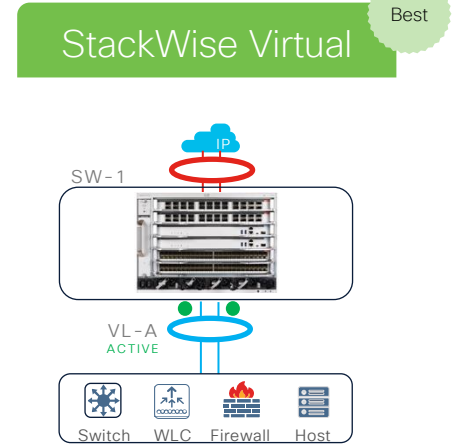 Best
StackWise Virtual
IP
SW-1
VL-A
ACTIVE
Switch WLC Firewall Host